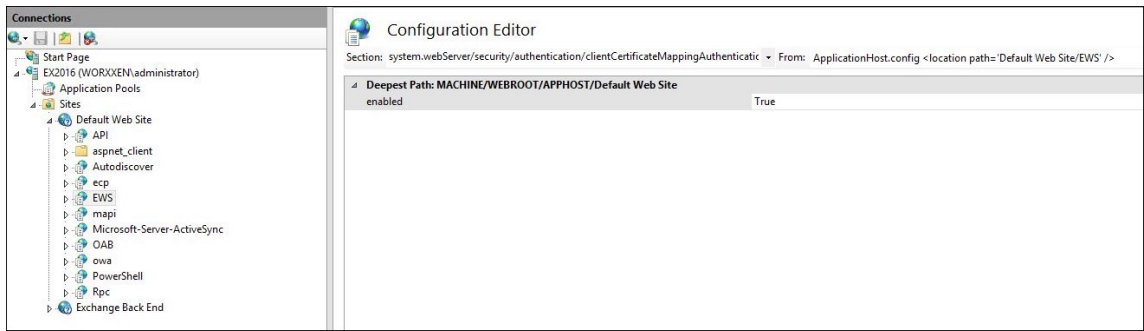 Connections
Start Page
EX2016 (WORXXEN\administrator)
Application Pools
Sites
Default Web Site
API
aspnet_client
Autodiscover
ecp
EWS
mapi
Microsoft-Server-ActiveSync
OAB
owa
PowerShell
Rpc
Exchange Back End
Configuration Editor
Section: system.webServer/security/authentication/clientCertificateMappingAuthenticatic From: ApplicationHost.config <location path='Default Web Site/EWS' />
Deepest Path: MACHINE/WEBROOT/APPHOST/Default Web Site
enabled True